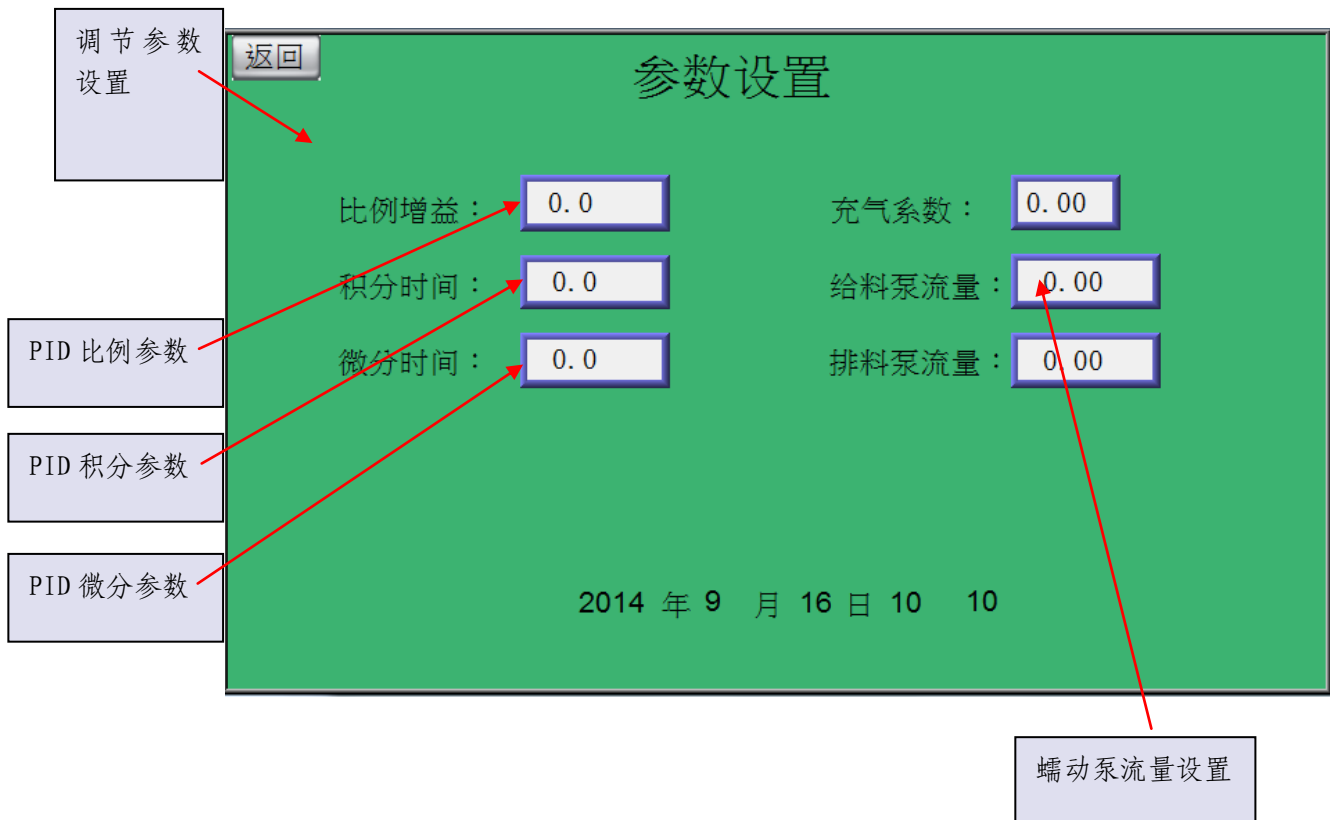 调节参数
设置
返回
参数设置
比例增益： 0.0 充气系数： 0.00
积分时间： 0.0 给料泵流量： 0.00
微分时间： 0.0 排料泵流量： 0.00
PID 比例参数
PID 积分参数
PID 微分参数
2014 年 9 月 16 日 10 10
蠕动泵流量设置